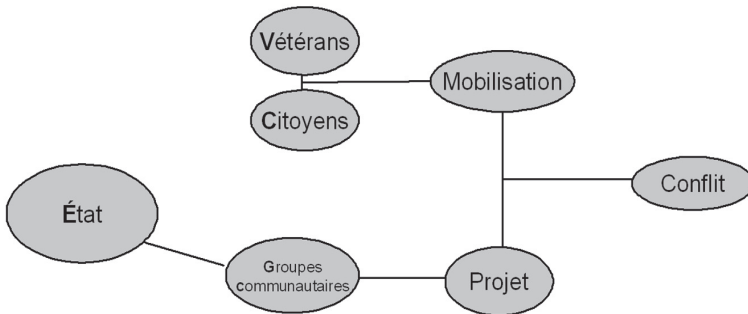 Vétérans
Mobilisation
Citoyens
Conflit
État
Groupes
communautaires
Projet